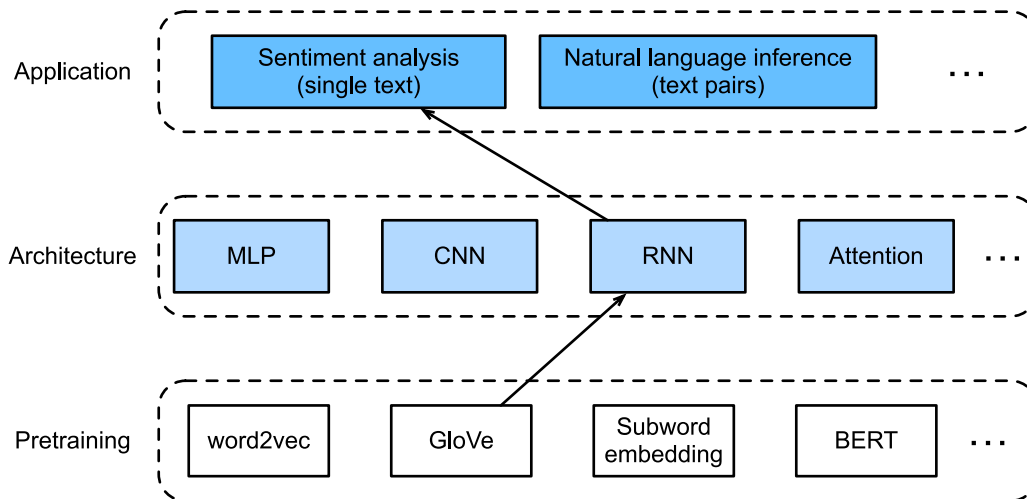 Application
Sentiment analysis
(single text)
Natural language inference
(text pairs)
...
Architecture
MLP
CNN
RNN
Attention
...
Pretraining
word2vec
GloVe
Subword
embedding
BERT
...